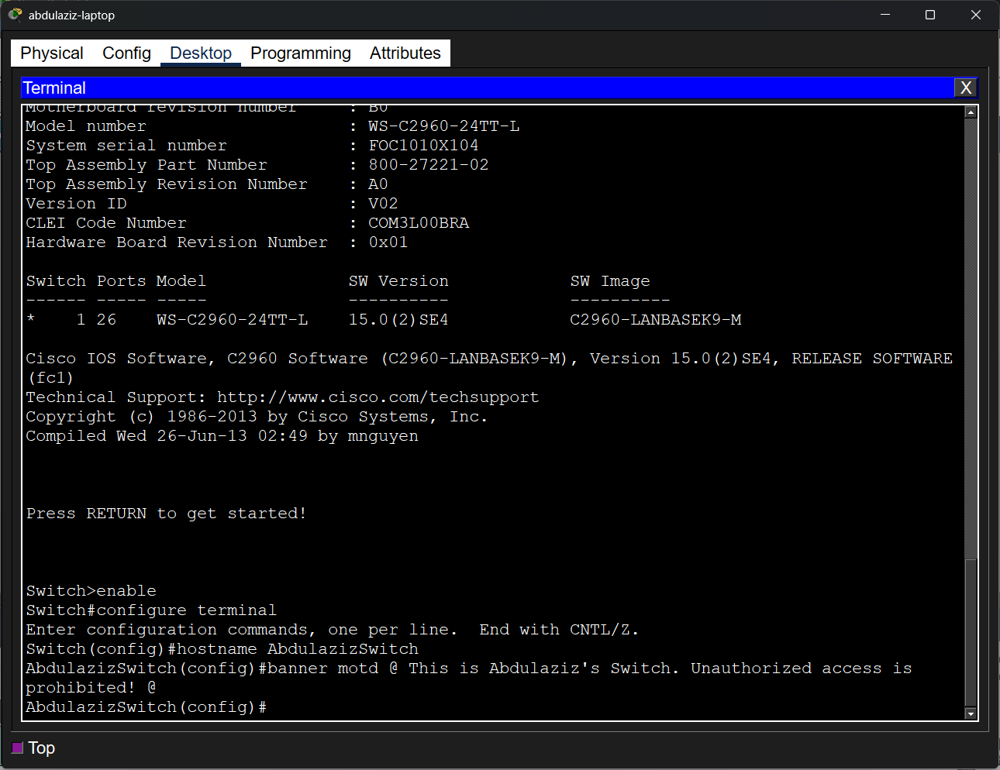 abdulaziz-laptop
Physical Config Desktop Programming Attributes
Terminal X
Motherboard revision number : B0
Model number : WS-C2960-24TT-L
System serial number : FOC1010X104
Top Assembly Part Number : 800-27221-02
Top Assembly Revision Number : A0
Version ID : V02
CLEI Code Number : COM3L00BRA
Hardware Board Revision Number : 0x01
Switch Ports Model SW Version SW Image
------ ----- ----- ---------- ----------
* 1 26 WS-C2960-24TT-L 15.0(2)SE4 C2960-LANBASEK9-M
Cisco IOS Software, C2960 Software (C2960-LANBASEK9-M), Version 15.0(2)SE4, RELEASE SOFTWARE
(fc1)
Technical Support: http://www.cisco.com/techsupport
Copyright (c) 1986-2013 by Cisco Systems, Inc.
Compiled Wed 26-Jun-13 02:49 by mnguyen
Press RETURN to get started!
Switch>enable
Switch#configure terminal
Enter configuration commands, one per line.  End with CNTL/Z.
Switch(config)#hostname AbdulazizSwitch
AbdulazizSwitch(config)#banner motd @ This is Abdulaziz's Switch. Unauthorized access is
prohibited! @
AbdulazizSwitch(config)#
Top